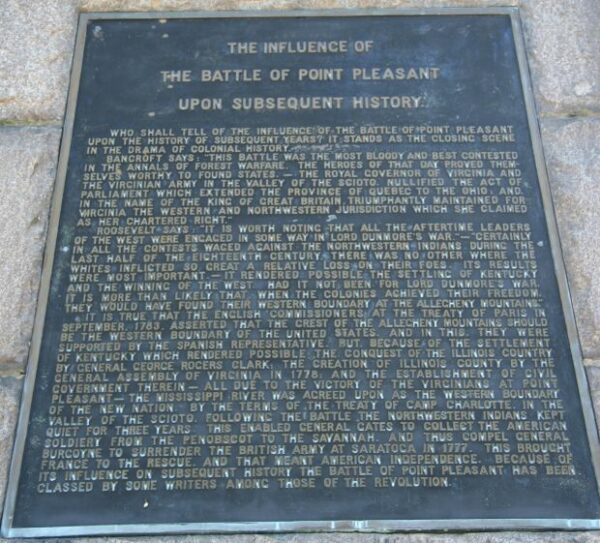 THE INFLUENCE OF
THE BATTLE OF POINT PLEASANT
UPON SUBSEQUENT HISTORY.
WHO SHALL TELL OF THE INFLUENCE OF THE BATTLE OF POINT PLEASANT
UPON THE HISTORY OF SUBSEQUENT YEARS? IT STANDS AS THE CLOSING SCENE
IN THE DRAMA OF COLONIAL HISTORY.
BANCROFT SAYS: "THIS BATTLE WAS THE MOST BLOODY AND BEST CONTESTED
IN THE ANNALS OF FOREST WARFARE. THE HEROES OF THAT DAY PROVED THEM-
SELVES WORTHY TO FOUND STATES. — THE ROYAL GOVERNOR OF VIRGINIA AND
THE VIRGINIAN ARMY IN THE VALLEY OF THE SCIOTO, NULLIFIED THE ACT OF
PARLIAMENT WHICH EXTENDED THE PROVINCE OF QUEBEC TO THE OHIO, AND
IN THE NAME OF THE KING OF GREAT BRITAIN TRIUMPHANTLY MAINTAINED FOR
VIRGINIA THE WESTERN AND NORTHWESTERN JURISDICTION WHICH SHE CLAIMED
AS HER CHARTERED RIGHT."
ROOSEVELT SAYS: "IT IS WORTH NOTING THAT ALL THE AFTERTIME LEADERS
OF THE WEST WERE ENGAGED IN SOME WAY IN LORD DUNMORE'S WAR. — CERTAINLY
IN ALL THE CONTESTS WAGED AGAINST THE NORTHWESTERN INDIANS DURING THE
LAST HALF OF THE EIGHTEENTH CENTURY THERE WAS NO OTHER WHERE THE
WHITES INFLICTED SO GREAT A RELATIVE LOSS ON THEIR FOES. ITS RESULTS
WERE MOST IMPORTANT. — IT RENDERED POSSIBLE THE SETTLING OF KENTUCKY
AND THE WINNING OF THE WEST. HAD IT NOT BEEN FOR LORD DUNMORE'S WAR,
IT IS MORE THAN LIKELY THAT WHEN THE COLONIES ACHIEVED THEIR FREEDOM,
THEY WOULD HAVE FOUND THEIR WESTERN BOUNDARY AT THE ALLEGHENY MOUNTAINS."
IT IS TRUE THAT THE ENGLISH COMMISSIONERS AT THE TREATY OF PARIS IN
SEPTEMBER, 1783, ASSERTED THAT THE CREST OF THE ALLEGHENY MOUNTAINS SHOULD
BE THE WESTERN BOUNDARY OF THE UNITED STATES, AND IN THIS, THEY WERE
SUPPORTED BY THE SPANISH REPRESENTATIVE. BUT BECAUSE OF THE SETTLEMENT
OF KENTUCKY WHICH RENDERED POSSIBLE THE CONQUEST OF THE ILLINOIS COUNTRY
BY GENERAL GEORGE ROGERS CLARK, THE CREATION OF ILLINOIS COUNTY BY THE
GENERAL ASSEMBLY OF VIRGINIA IN 1778, AND THE ESTABLISHMENT OF CIVIL
GOVERNMENT THEREIN — ALL DUE TO THE VICTORY OF THE VIRGINIANS AT POINT
PLEASANT — THE MISSISSIPPI RIVER WAS AGREED UPON AS THE WESTERN BOUNDARY
OF THE NEW NATION. BY THE TERMS OF THE TREATY OF CAMP CHARLOTTE, IN THE
VALLEY OF THE SCIOTO, FOLLOWING THE BATTLE, THE NORTHWESTERN INDIANS KEPT
QUIET FOR THREE YEARS. THIS ENABLED GENERAL GATES TO COLLECT THE AMERICAN
SOLDIERY FROM THE PENOBSCOT TO THE SAVANNAH, AND THUS COMPEL GENERAL
BURGOYNE TO SURRENDER THE BRITISH ARMY AT SARATOGA IN 1777. THIS BROUGHT
FRANCE TO THE RESCUE, AND THAT MEANT AMERICAN INDEPENDENCE. BECAUSE OF
ITS INFLUENCE ON SUBSEQUENT HISTORY THE BATTLE OF POINT PLEASANT HAS BEEN
CLASSED BY SOME WRITERS AMONG THOSE OF THE REVOLUTION.